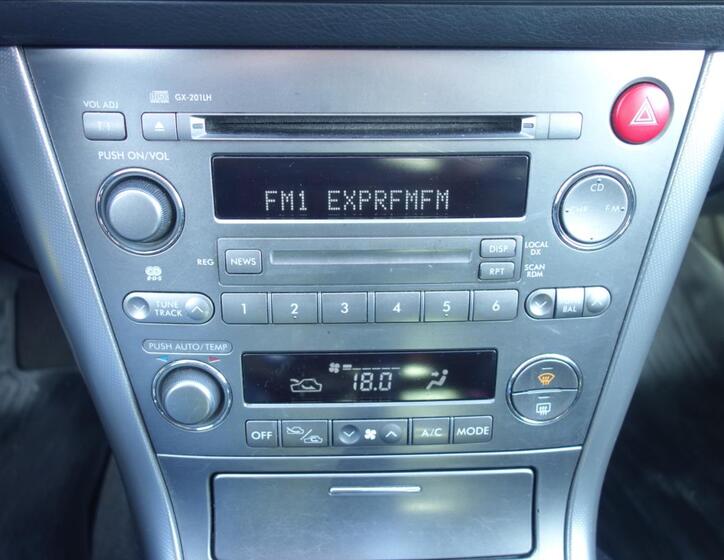 VOL ADJ
GX-201LH
PUSH ON/VOL
FM1 EXPRFMFM
CD
FM
REG
NEWS
DISP
LOCAL
DX
RPT
SCAN
RDM
R·D·S
TUNE
TRACK
1 2 3 4 5 6
BAL
PUSH AUTO/TEMP
18.0
OFF
A/C
MODE